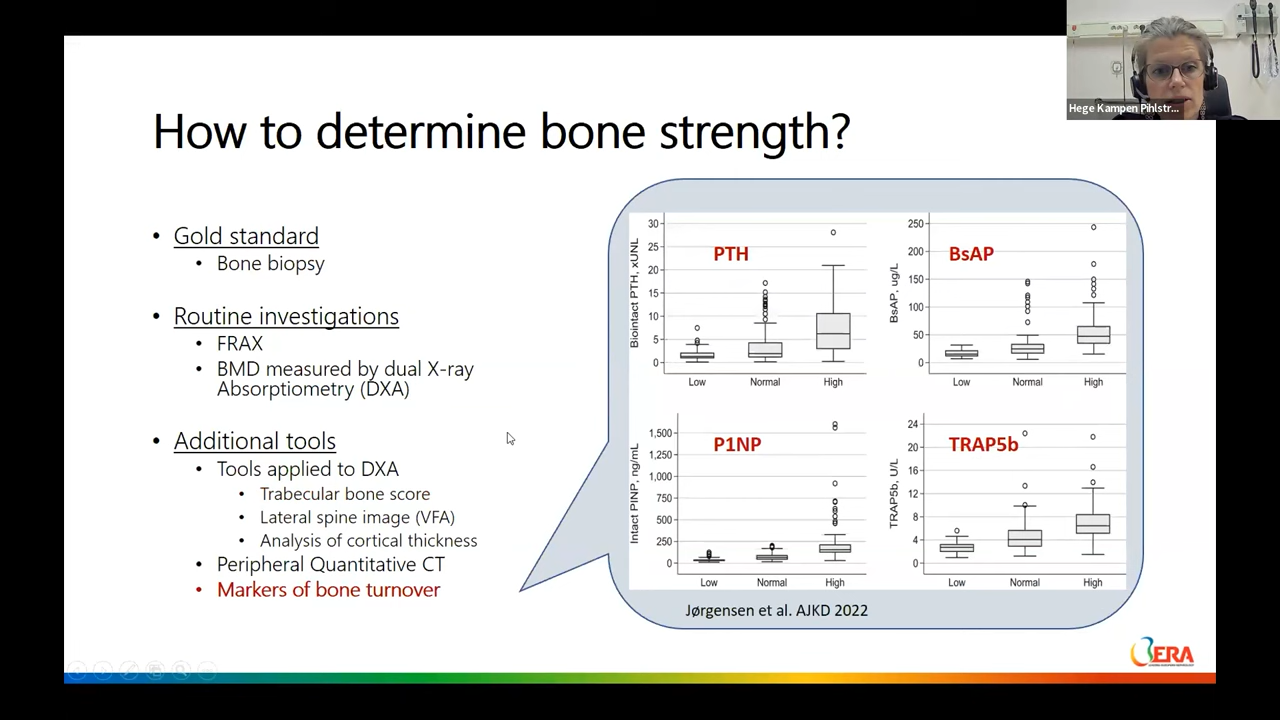 Hege Kampen Pihlstr...
How to determine bone strength?
• Gold standard
• Bone biopsy
• Routine investigations
• FRAX
• BMD measured by dual X-ray
Absorptiometry (DXA)
• Additional tools
• Tools applied to DXA
• Trabecular bone score
• Lateral spine image (VFA)
• Analysis of cortical thickness
• Peripheral Quantitative CT
• Markers of bone turnover
PTH
Biointact PTH, xUNL
30
25
20
15
10
5
0
Low Normal High
BsAP
BsAP, ug/L
250
200
150
100
50
0
Low Normal High
P1NP
Intact PINP, ng/mL
1,500
1,250
1,000
750
500
250
0
Low Normal High
TRAP5b
TRAP5b, U/L
24
20
16
12
8
4
0
Low Normal High
Jørgensen et al. AJKD 2022
ERA